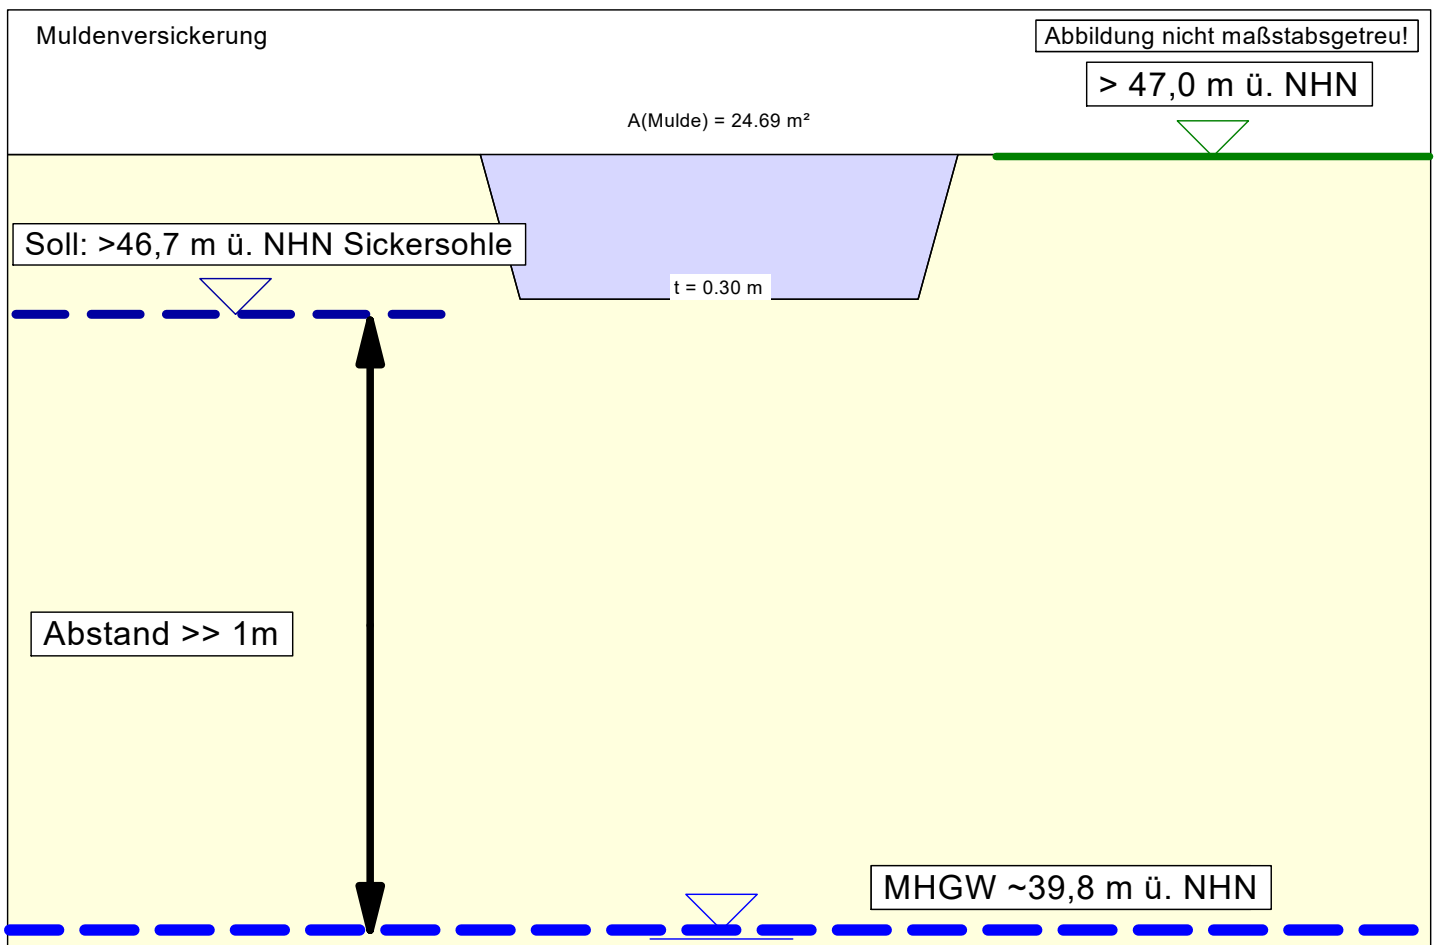 Muldenversickerung
Abbildung nicht maßstabsgetreu!
> 47,0 m ü. NHN
A(Mulde) = 24.69 m²
Soll: >46,7 m ü. NHN Sickersohle
t = 0.30 m
Abstand >> 1m
MHGW ~39,8 m ü. NHN